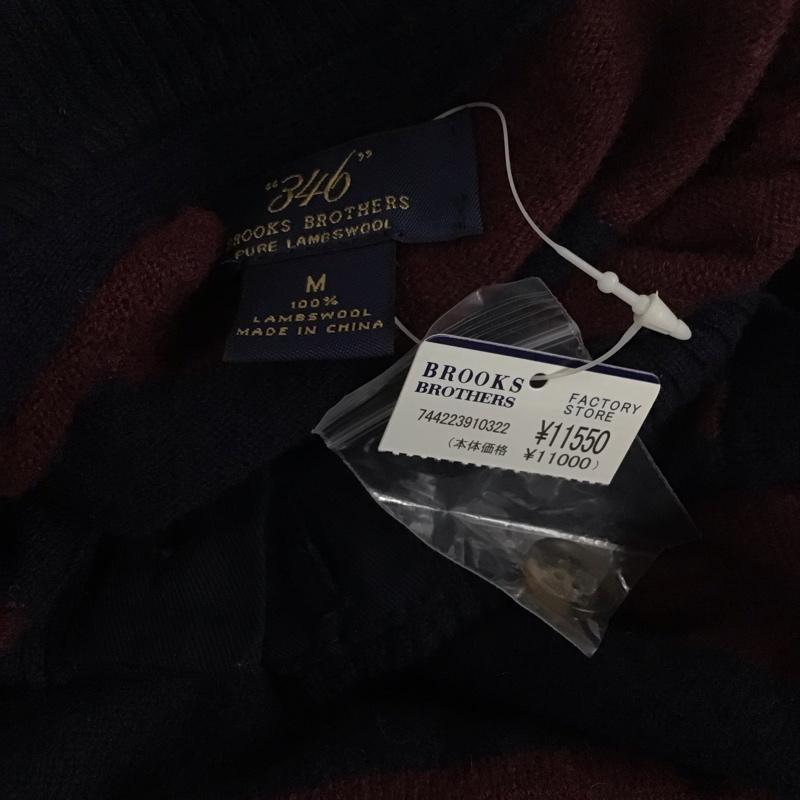 "346"
BROOKS BROTHERS
PURE LAMBSWOOL
M
100%
LAMBSWOOL
MADE IN CHINA
BROOKS
BROTHERS
FACTORY
STORE
744223910322
¥11550
(本体価格 ¥11000)